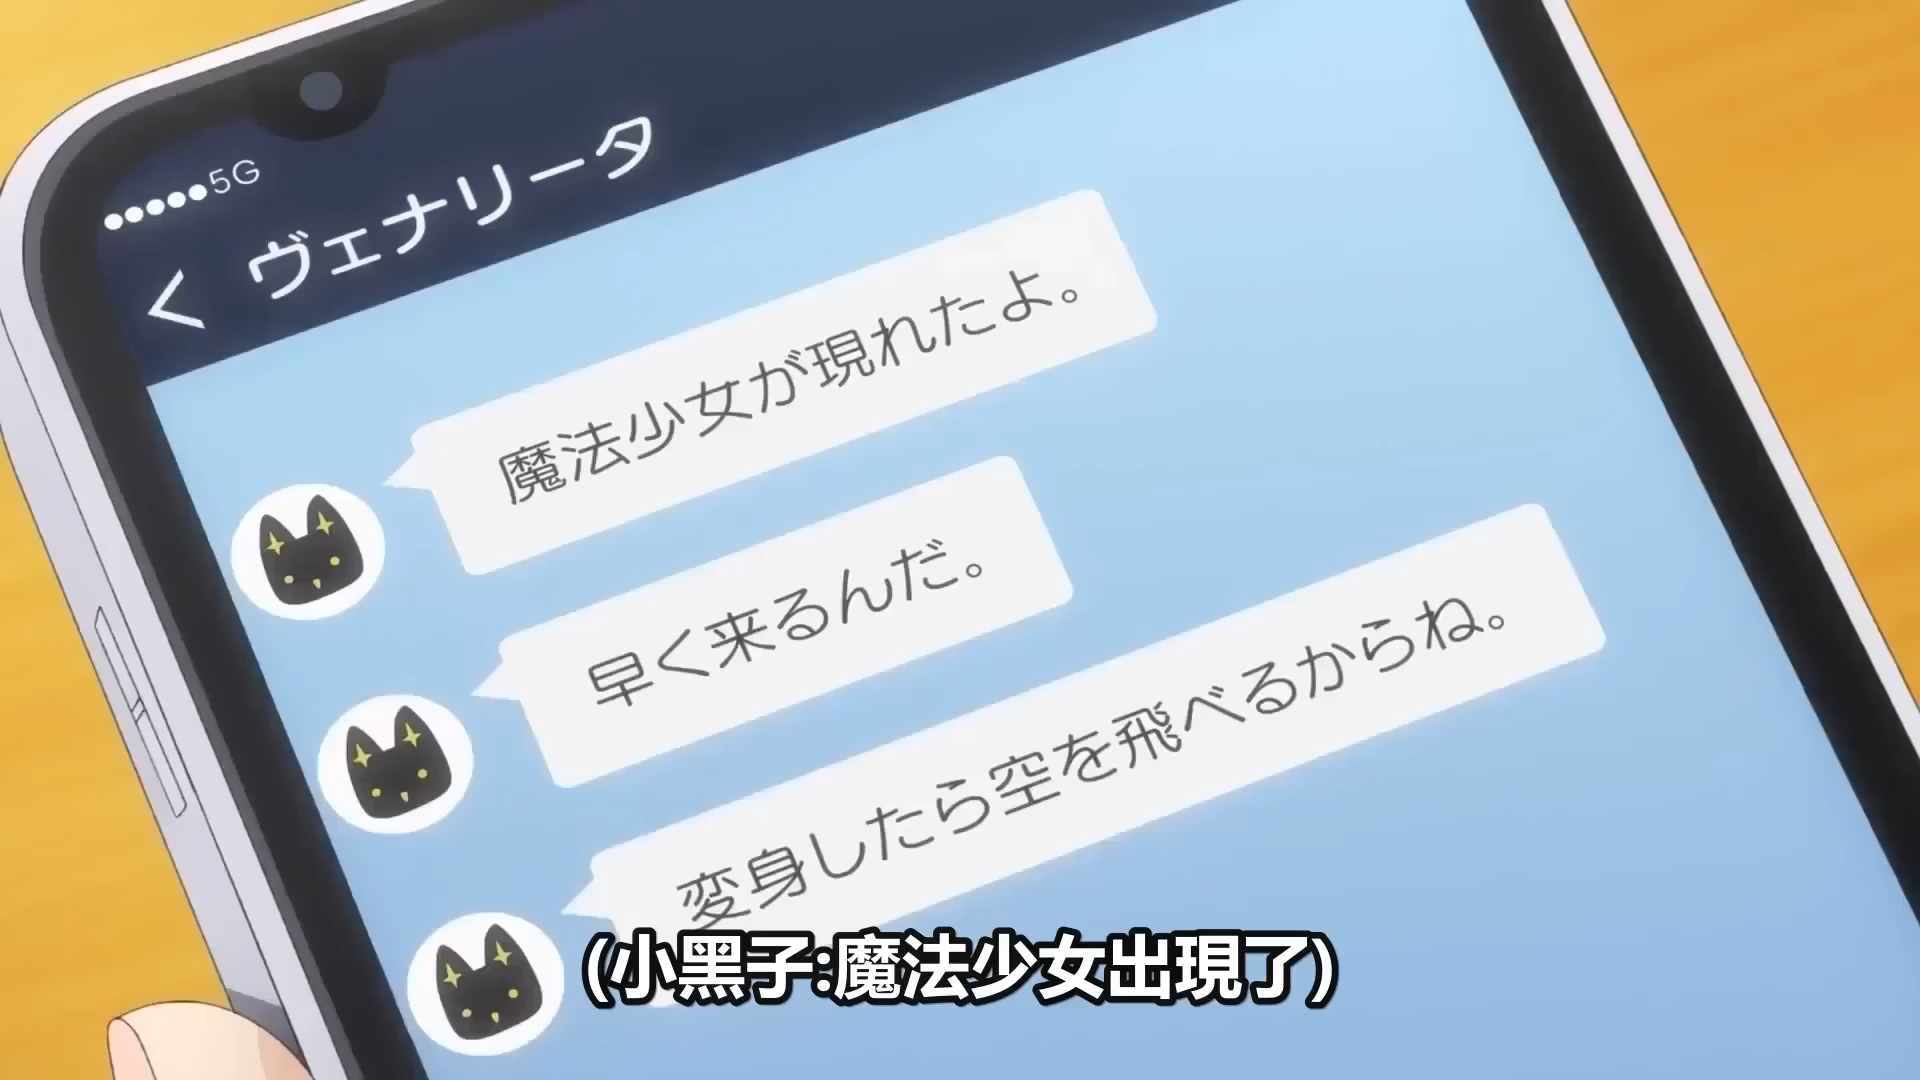 5G
ヴェナリータ
魔法少女が現れたよ。
早く来るんだ。
変身したら空を飛べるからね。
(小黑子:魔法少女出現了)